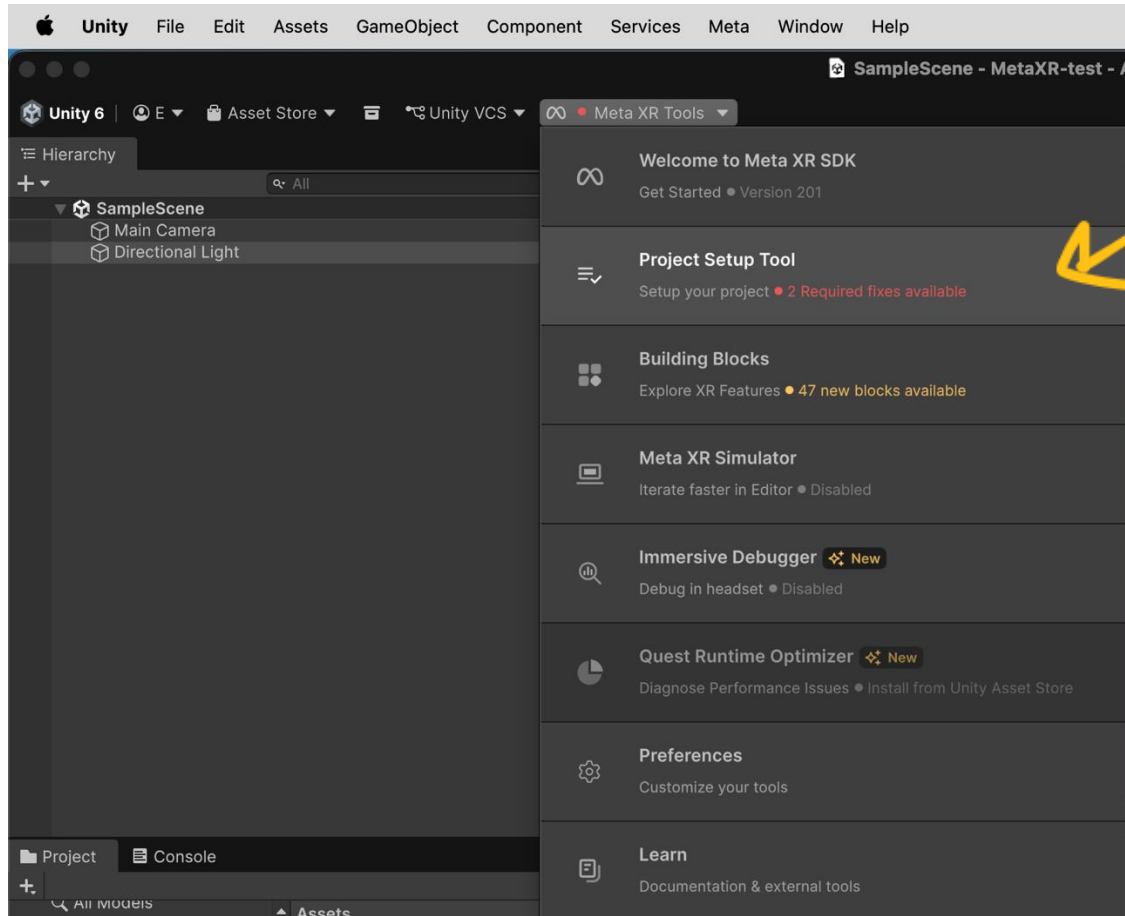 Unity File Edit Assets GameObject Component Services Meta Window Help
SampleScene - MetaXR-test -
Unity 6 E Asset Store Unity VCS Meta XR Tools
Hierarchy
All
SampleScene
Main Camera
Directional Light
Welcome to Meta XR SDK
Get Started • Version 201
Project Setup Tool
Setup your project • 2 Required fixes available
Building Blocks
Explore XR Features • 47 new blocks available
Meta XR Simulator
Iterate faster in Editor • Disabled
Immersive Debugger New
Debug in headset • Disabled
Quest Runtime Optimizer New
Diagnose Performance Issues • Install from Unity Asset Store
Preferences
Customize your tools
Learn
Documentation & external tools
Project Console
All Models
Assets